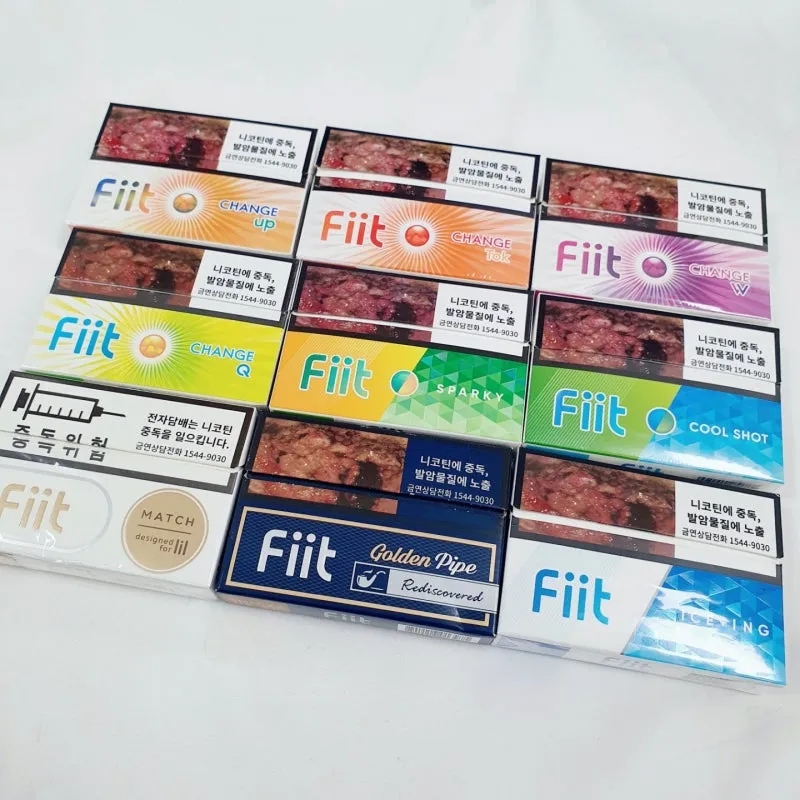 니코틴에 중독,
발암물질에 노출
금연상담전화 1544-9030
Fiit
CHANGE
up
니코틴에 중독,
발암물질에 노출
금연상담전화 1544-9030
Fiit
CHANGE
Tok
니코틴에 중독,
발암물질에 노출
금연상담전화 1544-9030
Fiit
CHANGE
W
니코틴에 중독,
발암물질에 노출
금연상담전화 1544-9030
Fiit
CHANGE
Q
니코틴에 중독,
발암물질에 노출
금연상담전화 1544-9030
Fiit
SPARKY
니코틴에 중독,
발암물질에 노출
금연상담전화 1544-9030
Fiit
COOL SHOT
중독위험
전자담배는 니코틴
중독을 일으킵니다.
금연상담전화 1544-9030
Fiit
MATCH
designed
for lil
니코틴에 중독,
발암물질에 노출
금연상담전화 1544-9030
Fiit
Golden Pipe
Rediscovered
니코틴에 중독,
발암물질에 노출
금연상담전화 1544-9030
Fiit